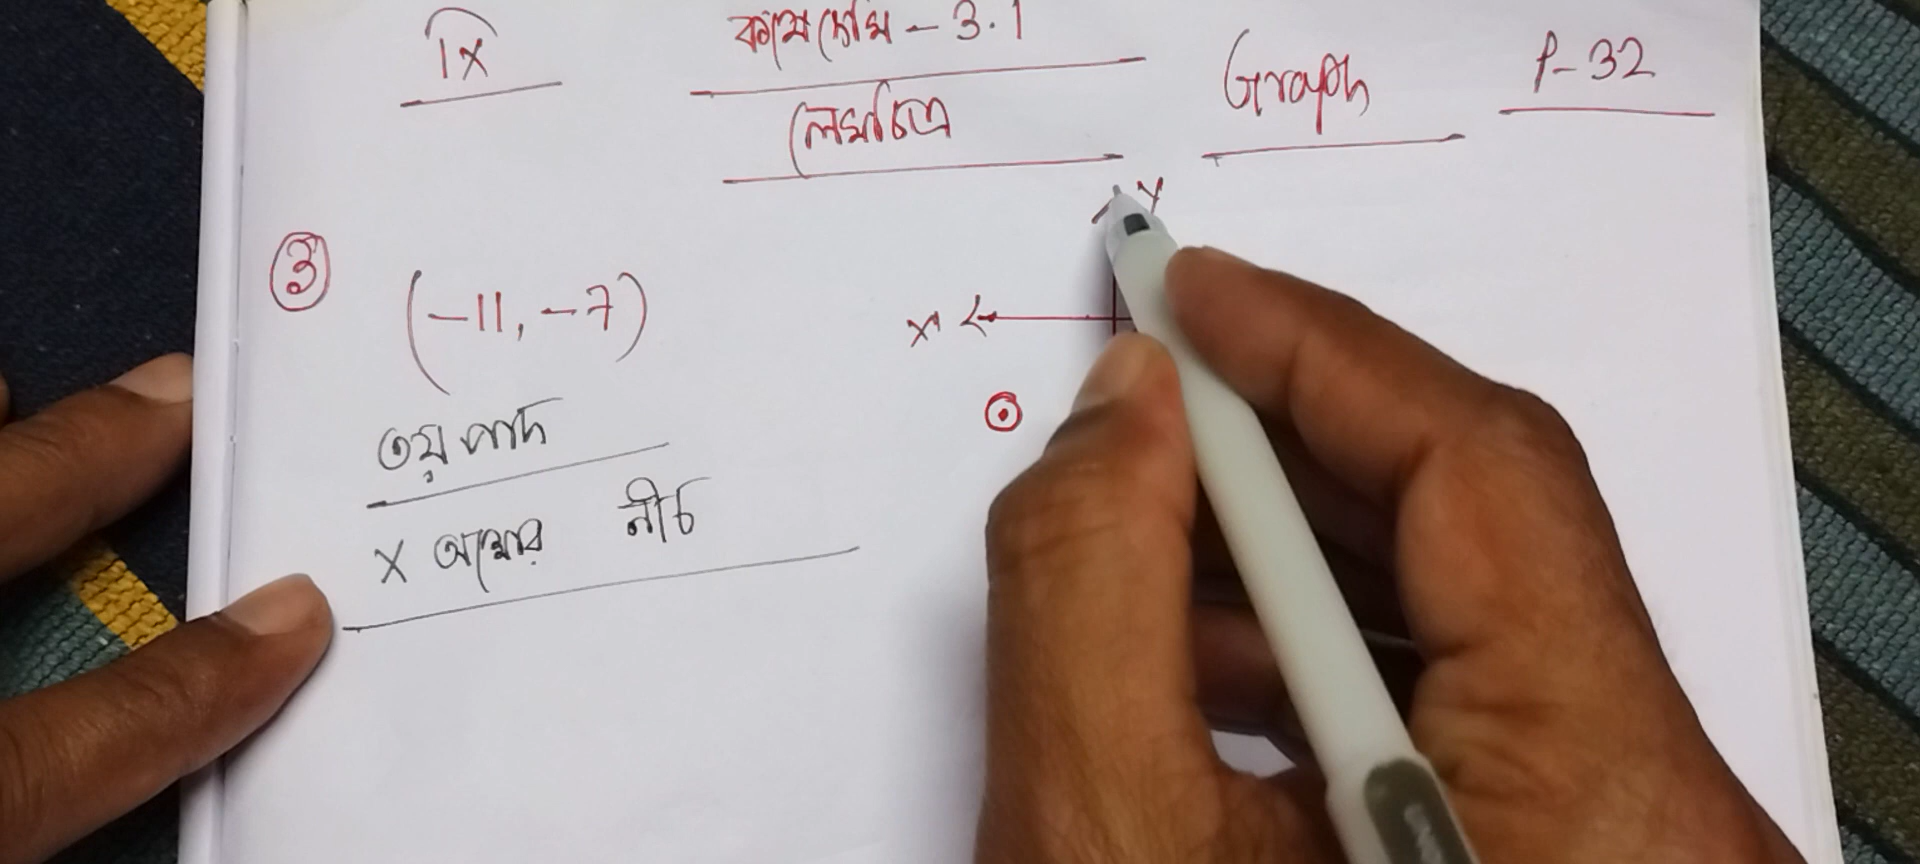 IX
কষে দেখি – 3.1
লেখচিত্র
Graph
P-32
3
(-11, -7)
৩য় পাদ
X অক্ষের নীচে
Y
X'